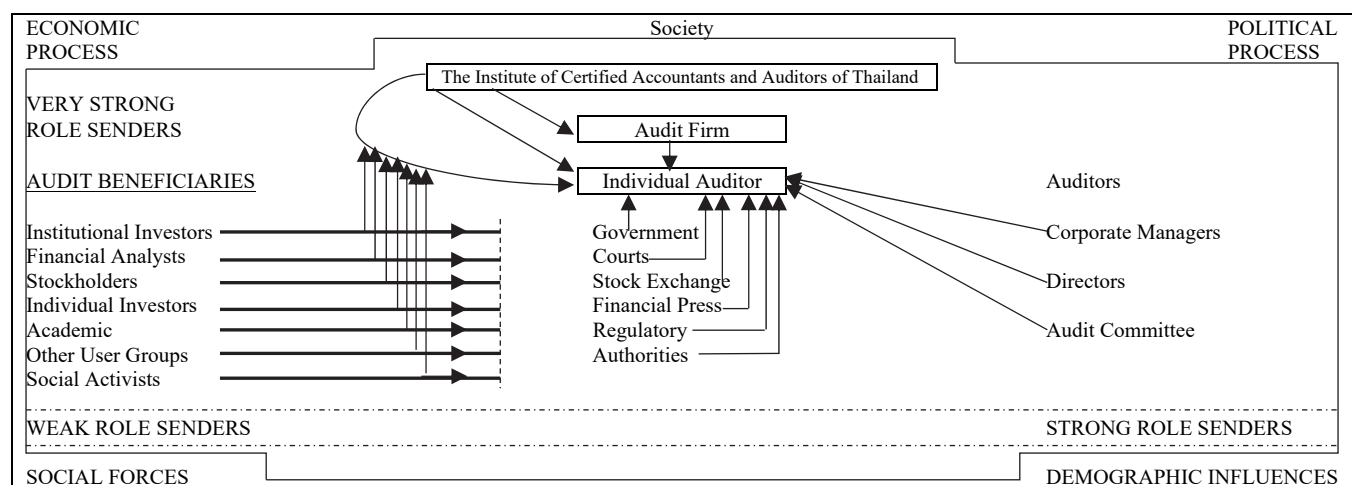 ECONOMIC
PROCESS
Society
POLITICAL
PROCESS
The Institute of Certified Accountants and Auditors of Thailand
VERY STRONG
ROLE SENDERS
Audit Firm
AUDIT BENEFICIARIES
Individual Auditor
Auditors
Institutional Investors
Government
Corporate Managers
Financial Analysts
Courts
Stockholders
Stock Exchange
Directors
Individual Investors
Financial Press
Academic
Regulatory
Audit Committee
Other User Groups
Authorities
Social Activists
WEAK ROLE SENDERS
STRONG ROLE SENDERS
SOCIAL FORCES
DEMOGRAPHIC INFLUENCES